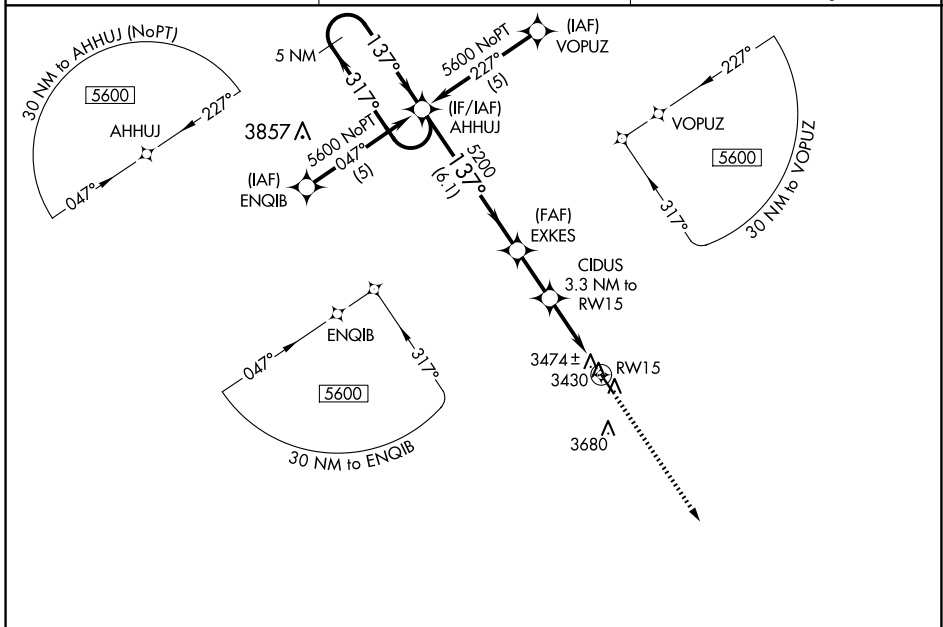 30 NM to AHHUJ (NoPT)
5600
AHHUJ
227°
047°
5 NM
137°
317°
(IAF)
VOPUZ
5600 NoPT
227°
(5)
(IF/IAF)
AHHUJ
3857
5600 NoPT
047°
(5)
(IAF)
ENQIB
5200
137°
(6.1)
227°
VOPUZ
5600
317°
30 NM to VOPUZ
(FAF)
EXKES
CIDUS
3.3 NM to
RW15
ENQIB
047°
317°
5600
30 NM to ENQIB
3474±
RW15
3430
3680